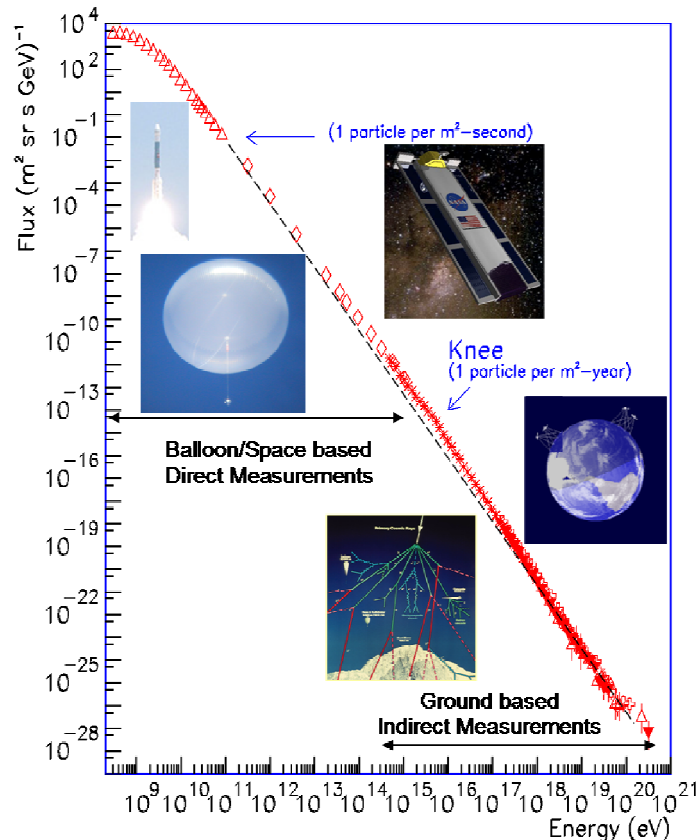 Flux (m² sr s GeV)⁻¹
10⁴
10²
10⁻¹
10⁻⁴
10⁻⁷
10⁻¹⁰
10⁻¹³
10⁻¹⁶
10⁻¹⁹
10⁻²²
10⁻²⁵
10⁻²⁸
(1 particle per m²-second)
NASA
Knee
(1 particle per m²-year)
Balloon/Space based
Direct Measurements
Ground based
Indirect Measurements
10⁹ 10¹⁰ 10¹¹ 10¹² 10¹³ 10¹⁴ 10¹⁵ 10¹⁶ 10¹⁷ 10¹⁸ 10¹⁹ 10²⁰ 10²¹
Energy (eV)